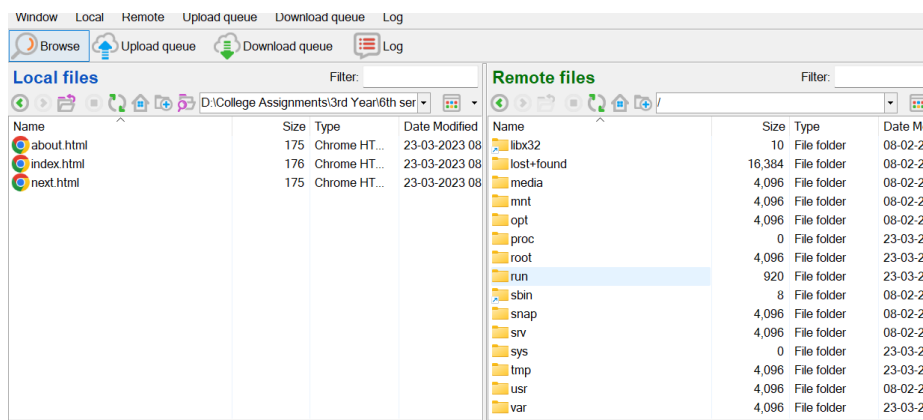 Window Local Remote Upload queue Download queue Log
Browse Upload queue Download queue Log
Local files Filter: Remote files Filter:
D:\College Assignments\3rd Year\6th ser /
Name Size Type Date Modified Name Size Type Date M
about.html 175 Chrome HT... 23-03-2023 08 libx32 10 File folder 08-02-2
index.html 176 Chrome HT... 23-03-2023 08 lost+found 16,384 File folder 08-02-2
next.html 175 Chrome HT... 23-03-2023 08 media 4,096 File folder 08-02-2
mnt 4,096 File folder 08-02-2
opt 4,096 File folder 08-02-2
proc 0 File folder 23-03-2
root 4,096 File folder 23-03-2
run 920 File folder 23-03-2
sbin 8 File folder 08-02-2
snap 4,096 File folder 08-02-2
srv 4,096 File folder 08-02-2
sys 0 File folder 23-03-2
tmp 4,096 File folder 23-03-2
usr 4,096 File folder 08-02-2
var 4,096 File folder 23-03-2